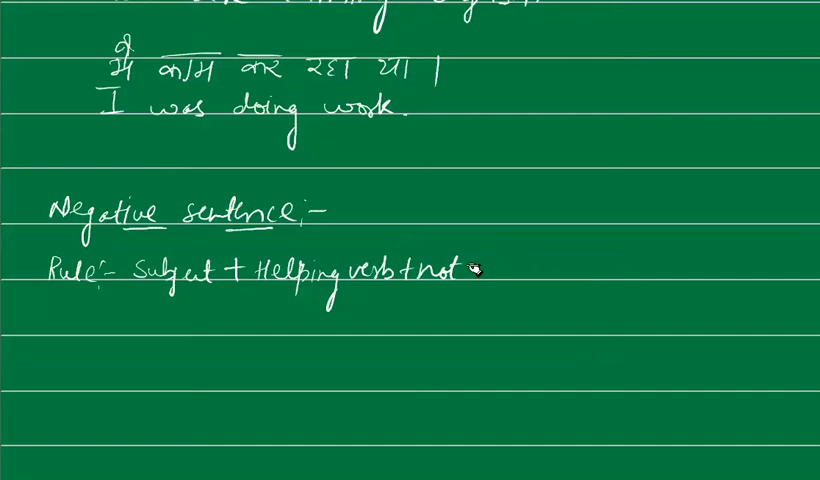 मैं काम कर रहा था |
I was doing work.
Negative sentence:-
Rule:- Subject + Helping verb + not